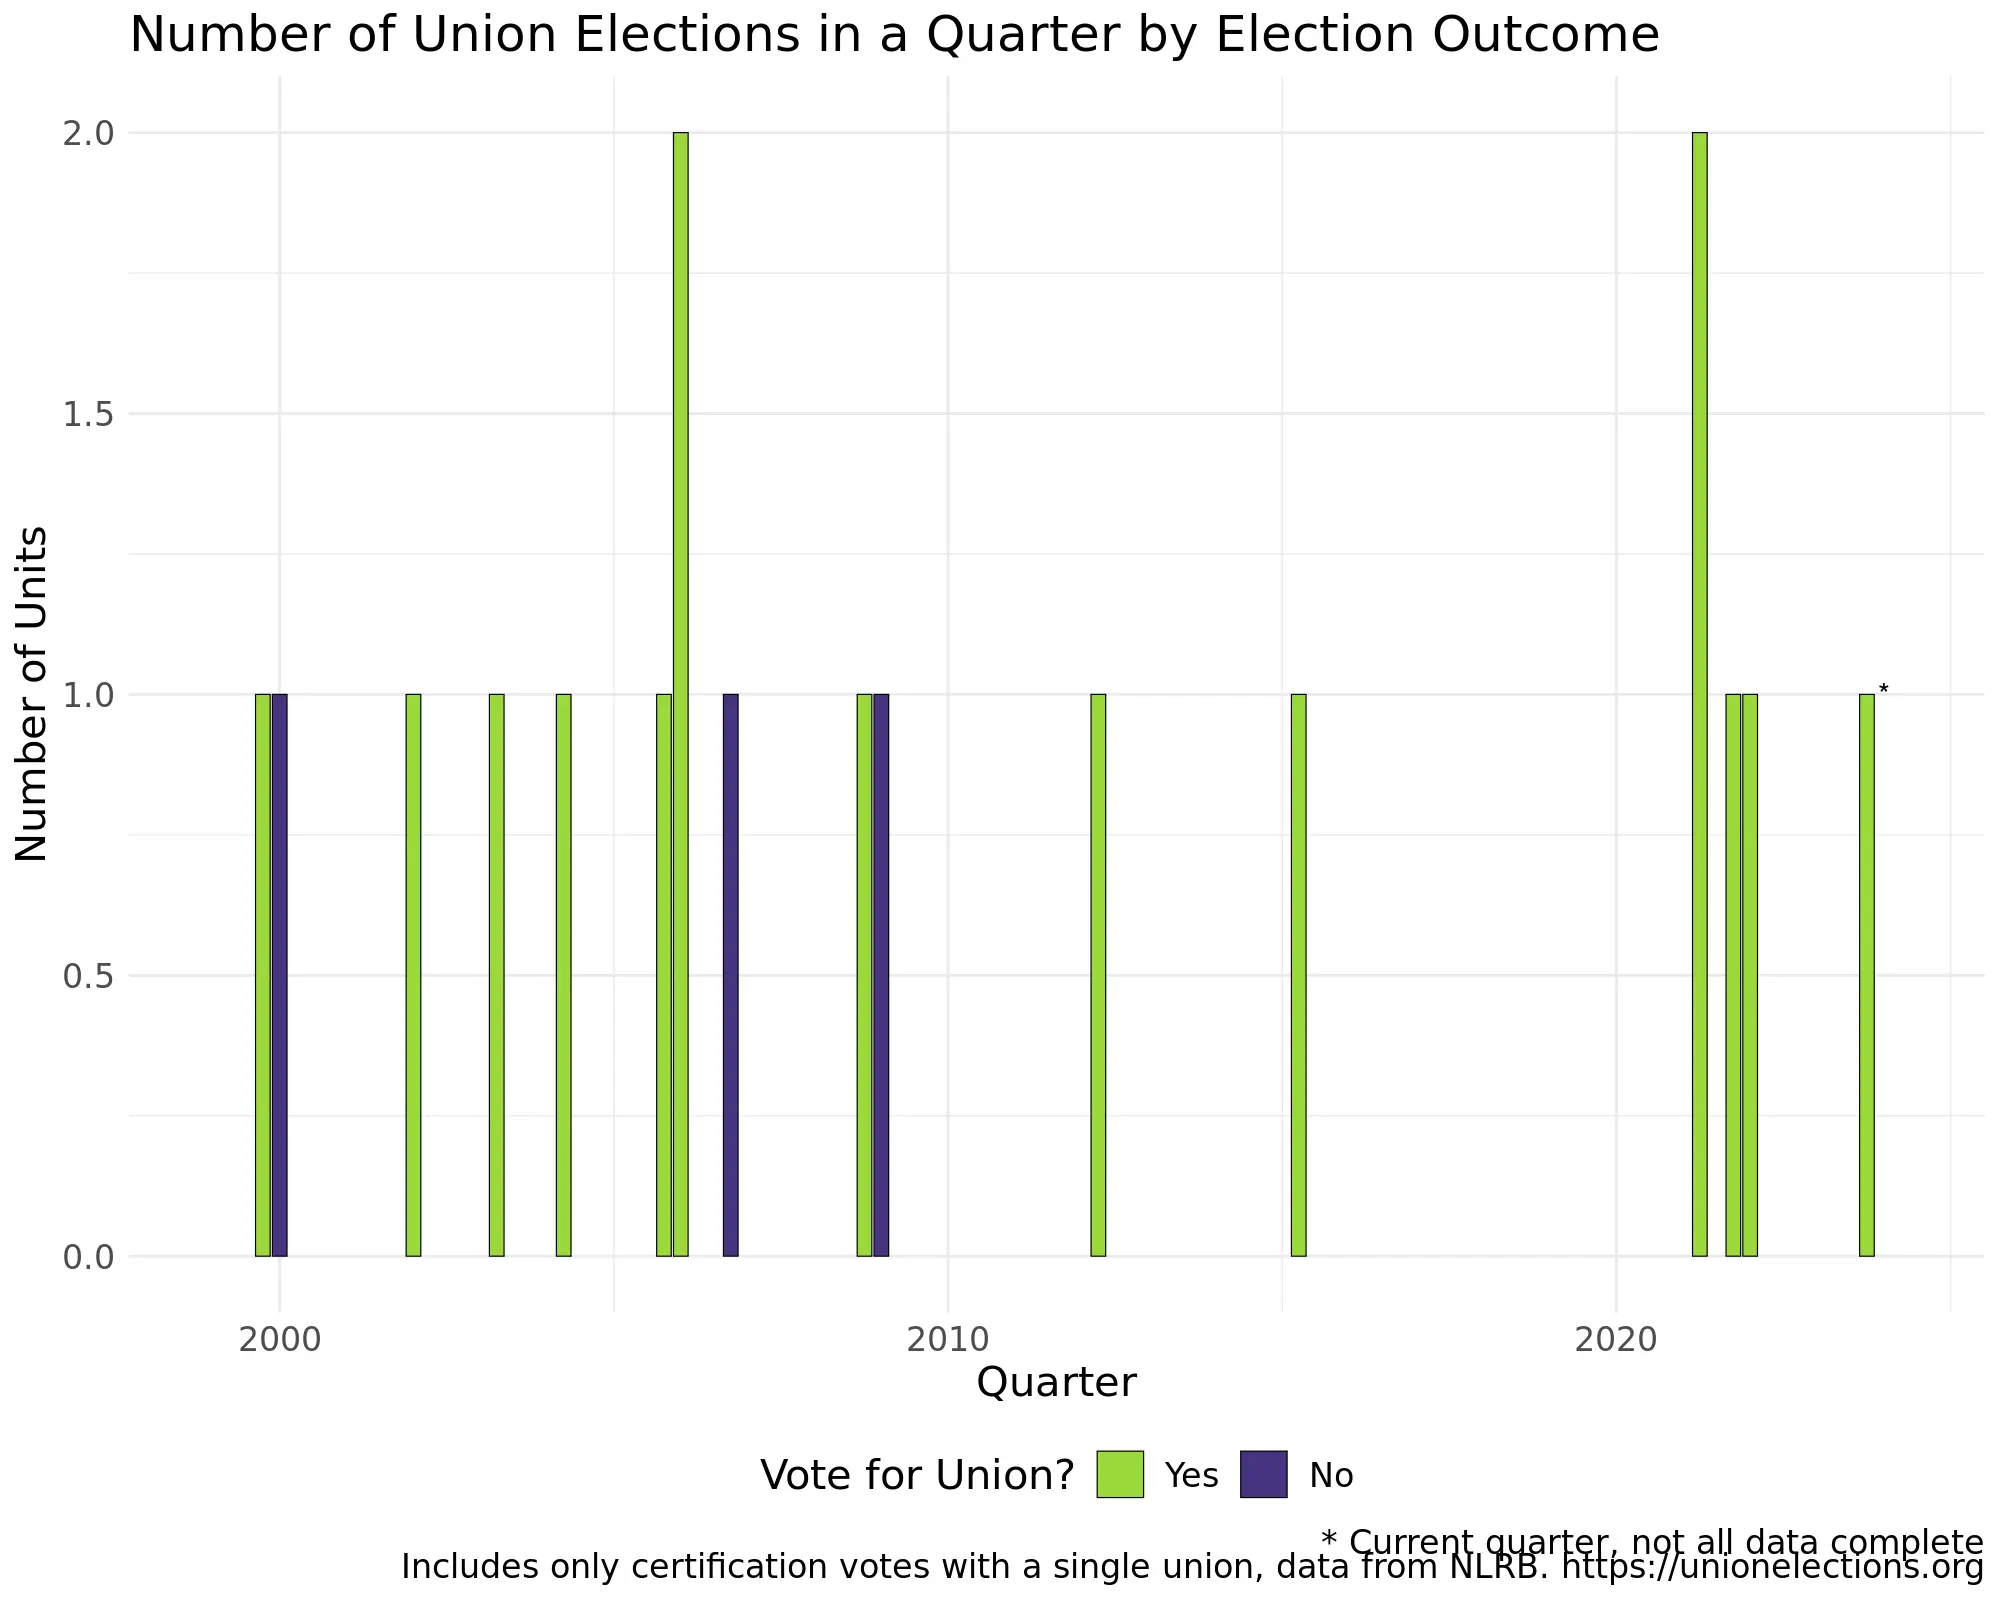 Number of Union Elections in a Quarter by Election Outcome
2.0
1.5
1.0
0.5
0.0
Number of Units
*
2000 2010 2020
Quarter
Vote for Union? Yes No
* Current quarter, not all data complete
Includes only certification votes with a single union, data from NLRB. https://unionelections.org